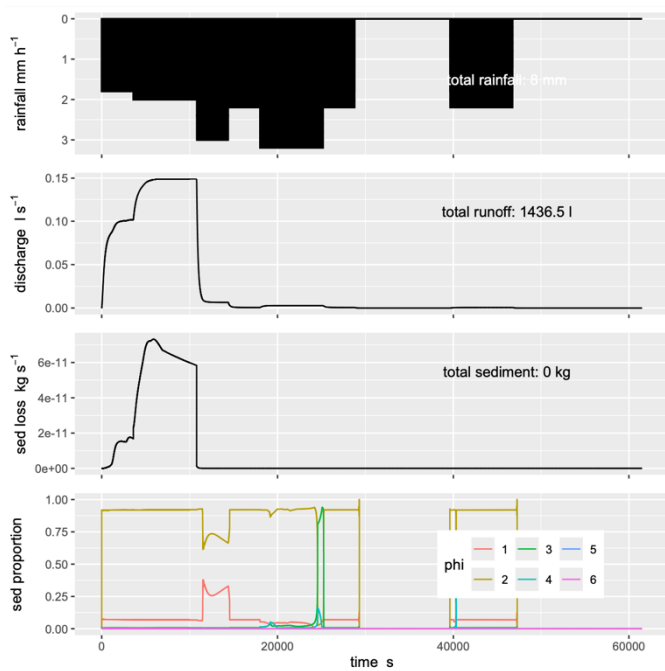 0
1
2
3
rainfall mm h⁻¹
total rainfall: 8 mm
0.15
0.10
0.05
0.00
discharge l s⁻¹
total runoff: 1436.5 l
6e-11
4e-11
2e-11
0e+00
sed loss kg s⁻¹
total sediment: 0 kg
1.00
0.75
0.50
0.25
0.00
sed proportion
phi
1 3 5
2 4 6
0 20000 40000 60000
time s